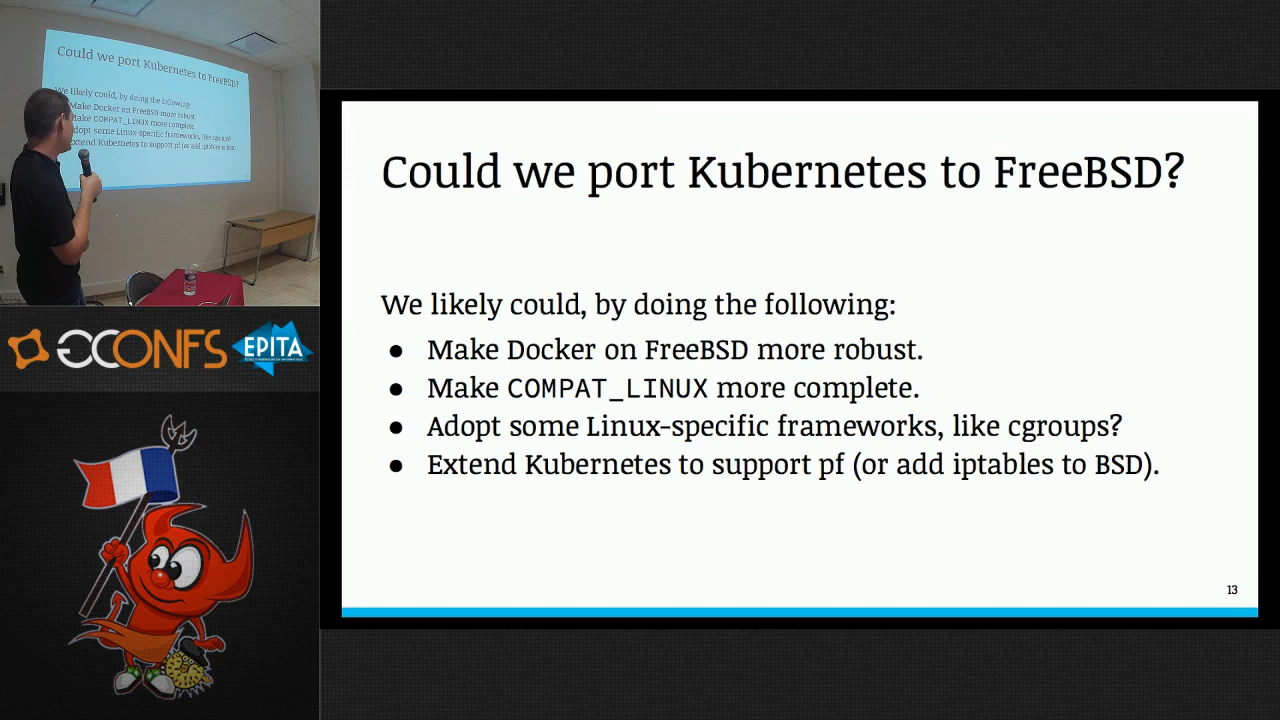 Could we port Kubernetes to FreeBSD?
We likely could, by doing the following:
Make Docker on FreeBSD more robust.
Make COMPAT_LINUX more complete.
Adopt some Linux-specific frameworks, like cgroups?
Extend Kubernetes to support pf (or add iptables to BSD).
GCONFS
EPITA
Could we port Kubernetes to FreeBSD?
We likely could, by doing the following:
● Make Docker on FreeBSD more robust.
● Make COMPAT_LINUX more complete.
● Adopt some Linux-specific frameworks, like cgroups?
● Extend Kubernetes to support pf (or add iptables to BSD).
13